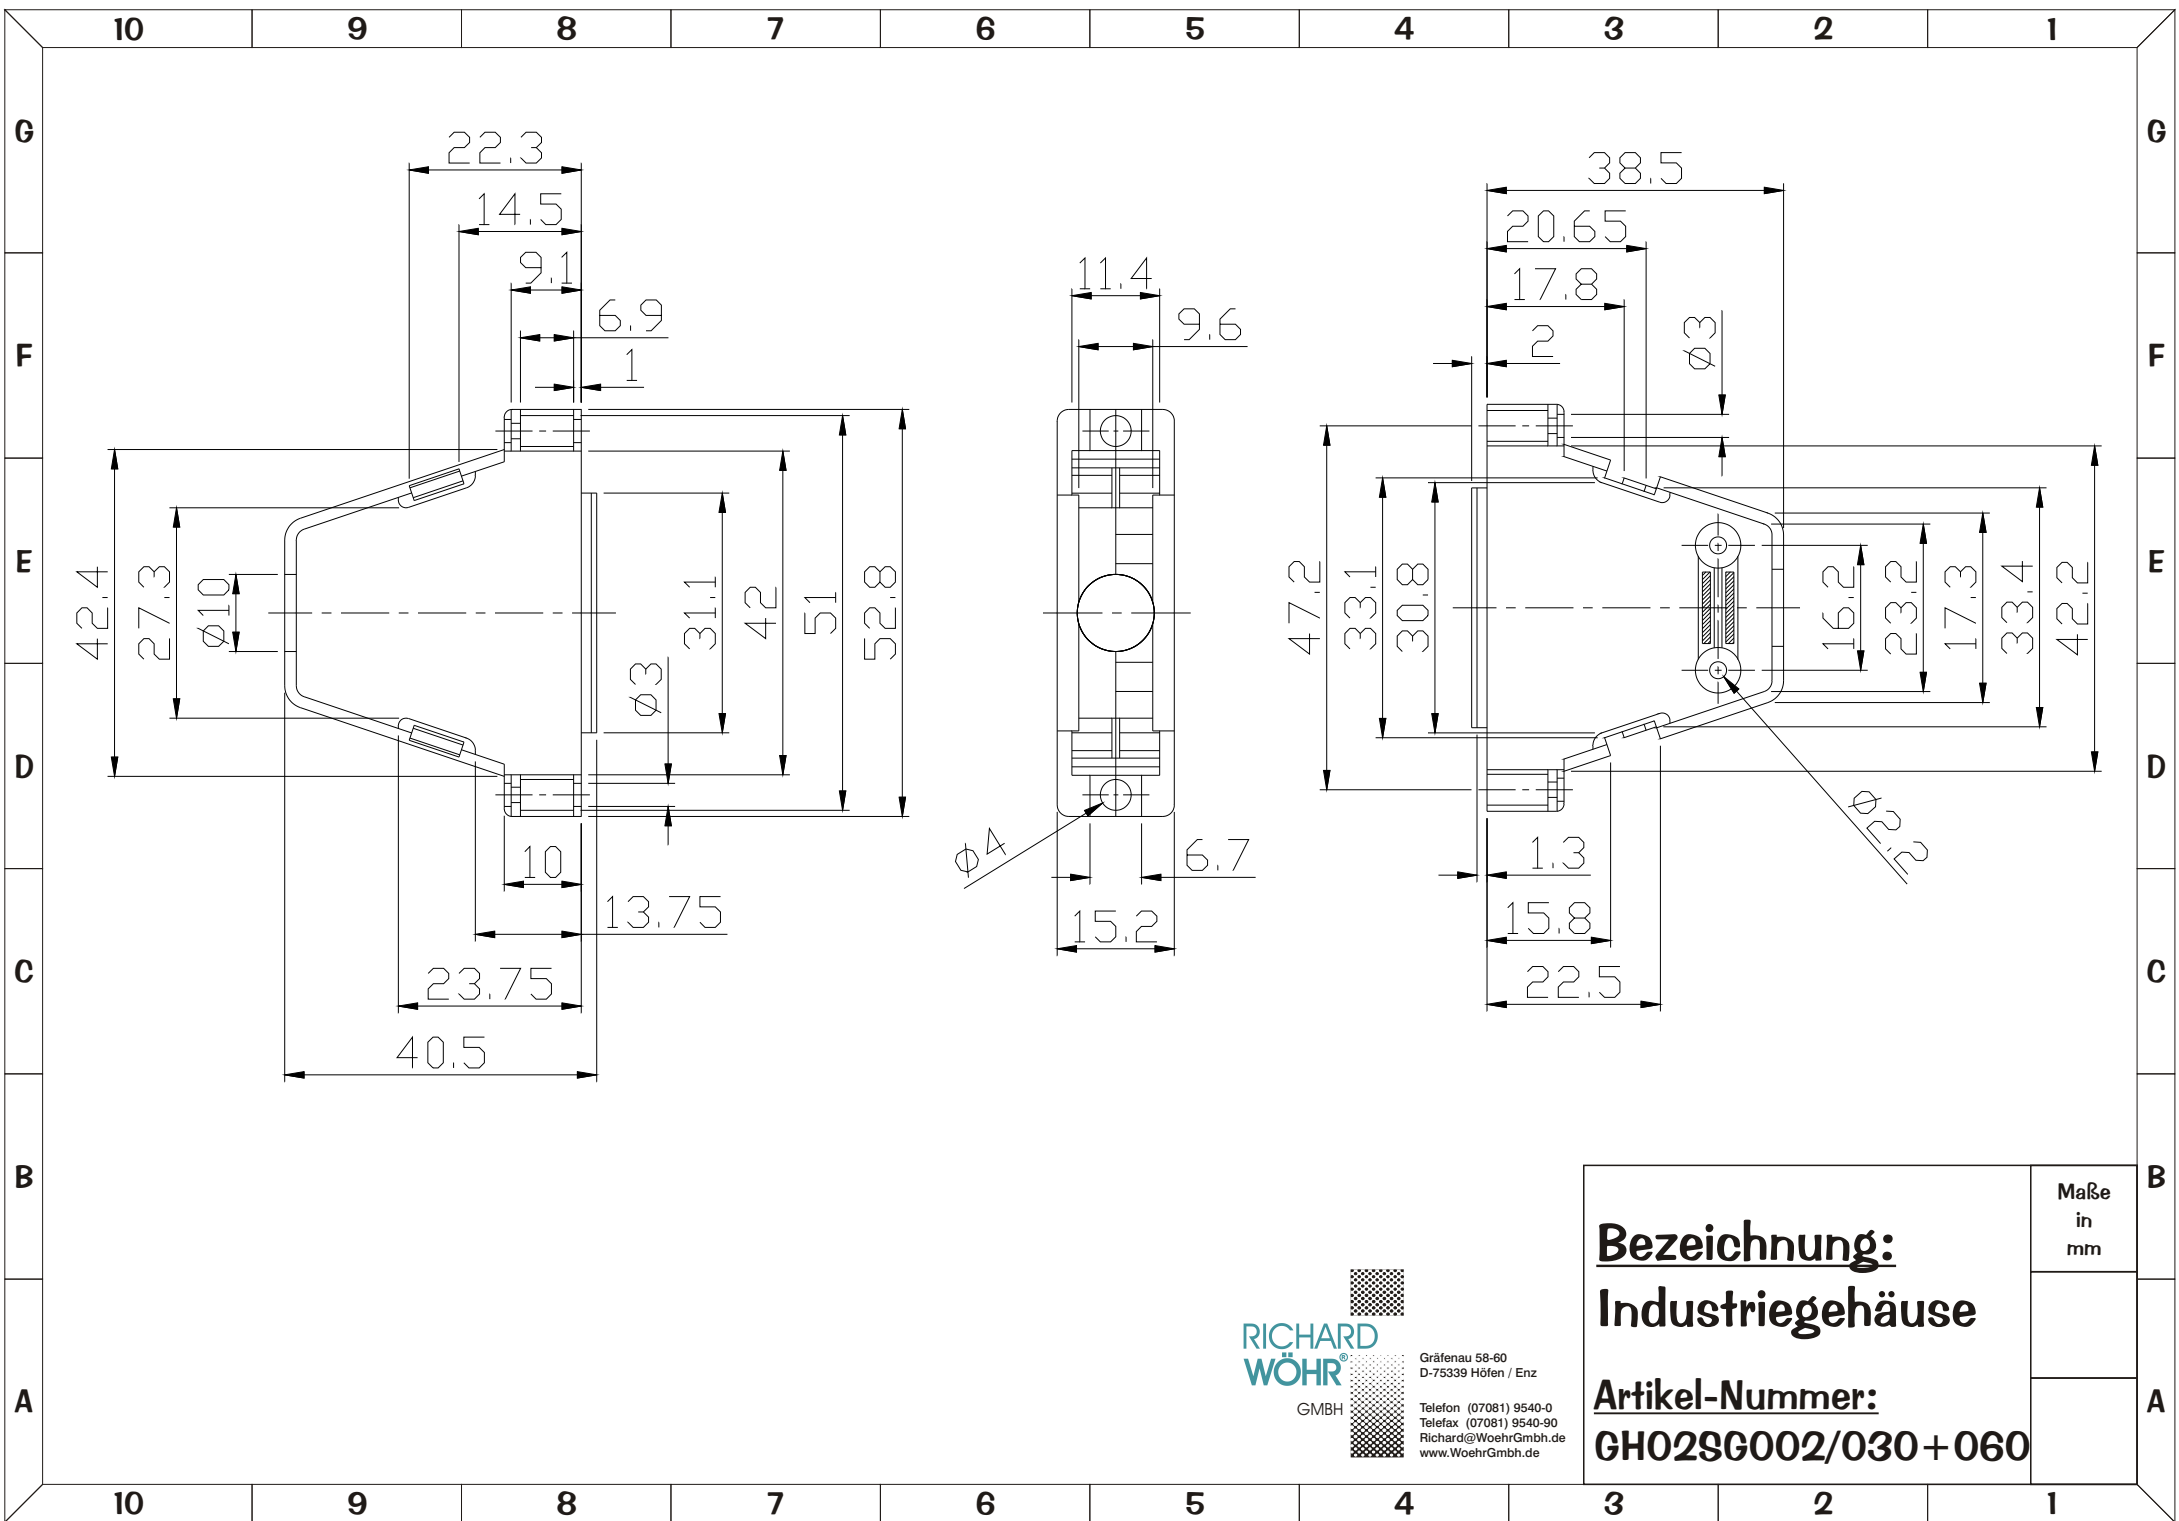 10 9 8 7 6 5 4 3 2 1
G G
22.3
38.5
14.5
20.65
F F
9.1
11.4
17.8
6.9
9.6
ø3
1
2
E E
42.4
27.3
ø10
31.1
42
51
52.8
47.2
33.1
30.8
16.2
23.2
17.3
33.4
42.2
ø3
D D
ø4
ø2.2
10
6.7
1.3
13.75
15.2
15.8
C C
23.75
22.5
40.5
B B
Maße
in
mm
Bezeichnung:
Industriegehäuse
RICHARD
WÖHR®
GMBH
Gräfenau 58-60
D-75339 Höfen / Enz
Telefon (07081) 9540-0
Telefax (07081) 9540-90
Richard@WoehrGmbh.de
www.WoehrGmbh.de
A A
Artikel-Nummer:
GH02SG002/030+060
10 9 8 7 6 5 4 3 2 1